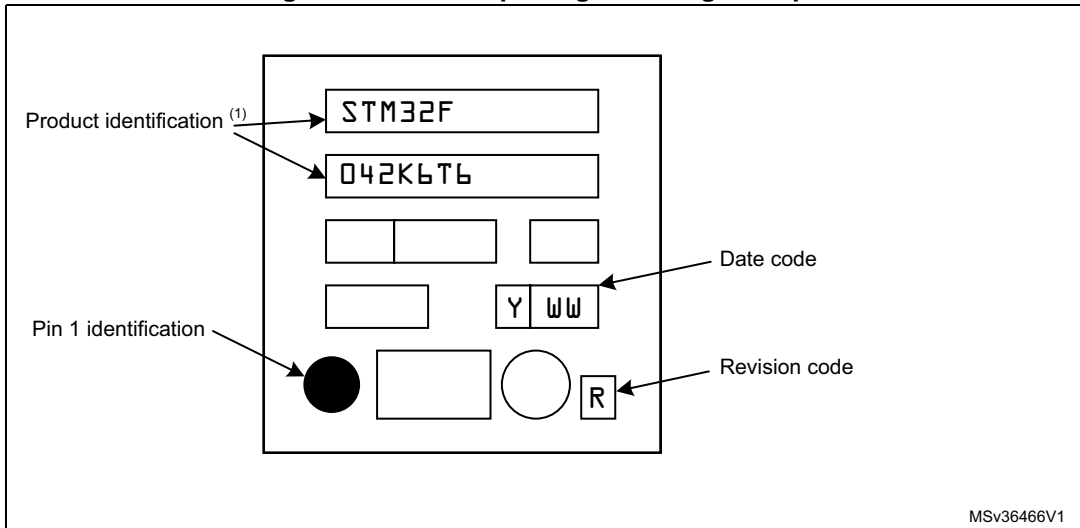 Product identification (1)
STM32F
042K6T6
Date code
Y WW
Pin 1 identification
Revision code
R
MSv36466V1